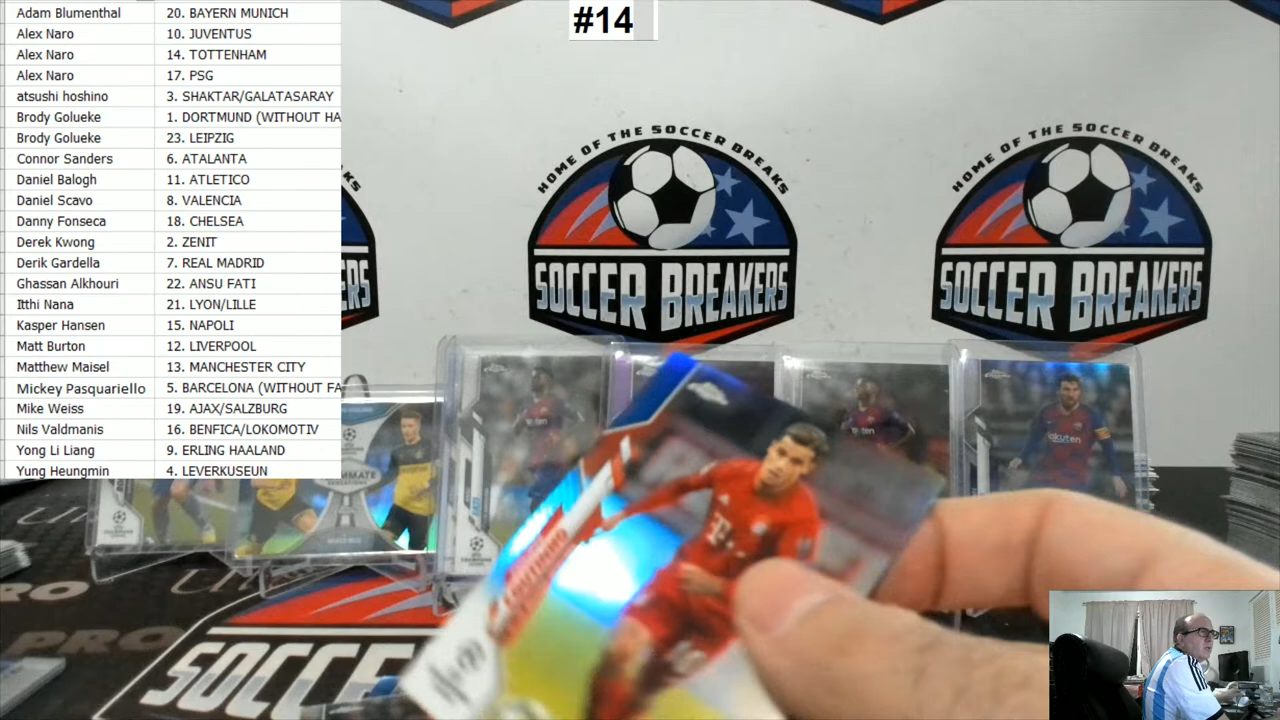 #14
Adam Blumenthal 20. BAYERN MUNICH
Alex Naro 10. JUVENTUS
Alex Naro 14. TOTTENHAM
Alex Naro 17. PSG
atsushi hoshino 3. SHAKTAR/GALATASARAY
Brody Golueke 1. DORTMUND (WITHOUT HA
Brody Golueke 23. LEIPZIG
Connor Sanders 6. ATALANTA
Daniel Balogh 11. ATLETICO
Daniel Scavo 8. VALENCIA
Danny Fonseca 18. CHELSEA
Derek Kwong 2. ZENIT
Derik Gardella 7. REAL MADRID
Ghassan Alkhouri 22. ANSU FATI
Itthi Nana 21. LYON/LILLE
Kasper Hansen 15. NAPOLI
Matt Burton 12. LIVERPOOL
Matthew Maisel 13. MANCHESTER CITY
Mickey Pasquariello 5. BARCELONA (WITHOUT FA
Mike Weiss 19. AJAX/SALZBURG
Nils Valdmanis 16. BENFICA/LOKOMOTIV
Yong Li Liang 9. ERLING HAALAND
Yung Heungmin 4. LEVERKUSEUN
HOME OF THE SOCCER BREAKS
SOCCER BREAKERS
HOME OF THE SOCCER BREAKS
SOCCER BREAKERS
Rakuten
T
PRO